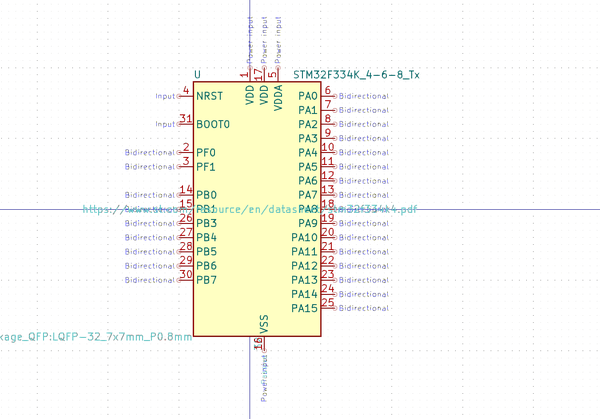 Power input Power input Power input
U STM32F334K_4-6-8_Tx
1 17 5
VDD VDD VDDA
Input 4 NRST PA0 6 Bidirectional
PA1 7 Bidirectional
Input 31 BOOT0 PA2 8 Bidirectional
PA3 9 Bidirectional
Bidirectional 2 PF0 PA4 10 Bidirectional
Bidirectional 3 PF1 PA5 11 Bidirectional
PA6 12 Bidirectional
Bidirectional 14 PB0 PA7 13 Bidirectional
15 PB1 PA8 18
Bidirectional 26 PB3 PA9 19 Bidirectional
Bidirectional 27 PB4 PA10 20 Bidirectional
Bidirectional 28 PB5 PA11 21 Bidirectional
Bidirectional 29 PB6 PA12 22 Bidirectional
Bidirectional 30 PB7 PA13 23 Bidirectional
PA14 24 Bidirectional
PA15 25 Bidirectional
VSS
kage_QFP:LQFP-32_7x7mm_P0.8mm
16